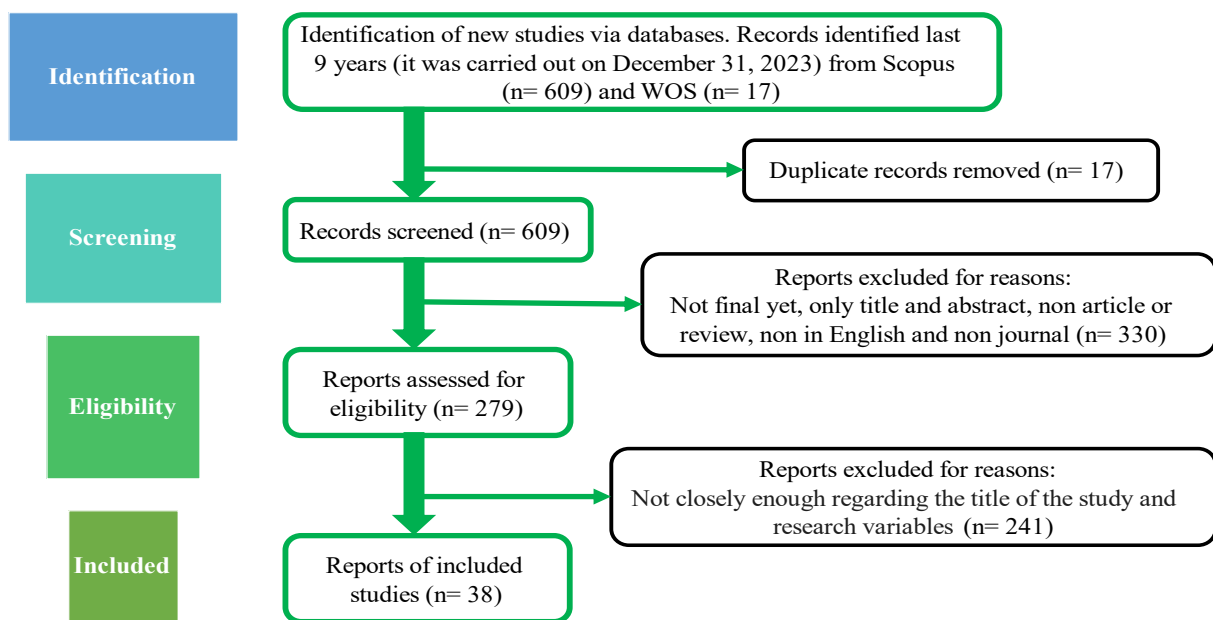 Identification
Identification of new studies via databases. Records identified last
9 years (it was carried out on December 31, 2023) from Scopus
(n= 609) and WOS (n= 17)
Duplicate records removed (n= 17)
Screening
Records screened (n= 609)
Reports excluded for reasons:
Not final yet, only title and abstract, non article or
review, non in English and non journal (n= 330)
Eligibility
Reports assessed for
eligibility (n= 279)
Reports excluded for reasons:
Not closely enough regarding the title of the study and
research variables (n= 241)
Included
Reports of included
studies (n= 38)